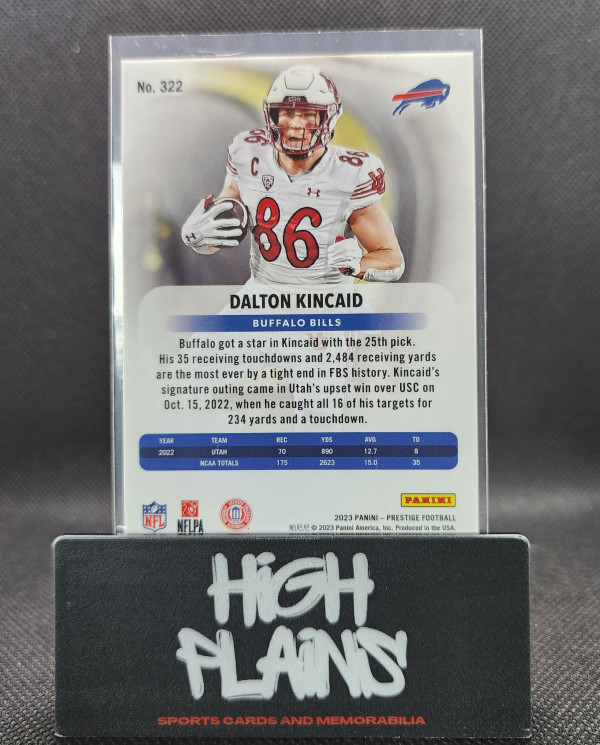 No. 322
86
C
86
86
DALTON KINCAID
BUFFALO BILLS
Buffalo got a star in Kincaid with the 25th pick.
His 35 receiving touchdowns and 2,484 receiving yards
are the most ever by a tight end in FBS history. Kincaid's
signature outing came in Utah's upset win over USC on
Oct. 15, 2022, when he caught all 16 of his targets for
234 yards and a touchdown.
YEAR TEAM REC YDS AVG TD
2022 UTAH 70 890 12.7 8
NCAA TOTALS 175 2623 15.0 35
PANINI
NFL
NFLPA
2023 PANINI – PRESTIGE FOOTBALL
© 2023 Panini America, Inc. Produced in the USA.
HiGH
PLAiNS
SPORTS CARDS AND MEMORABILIA